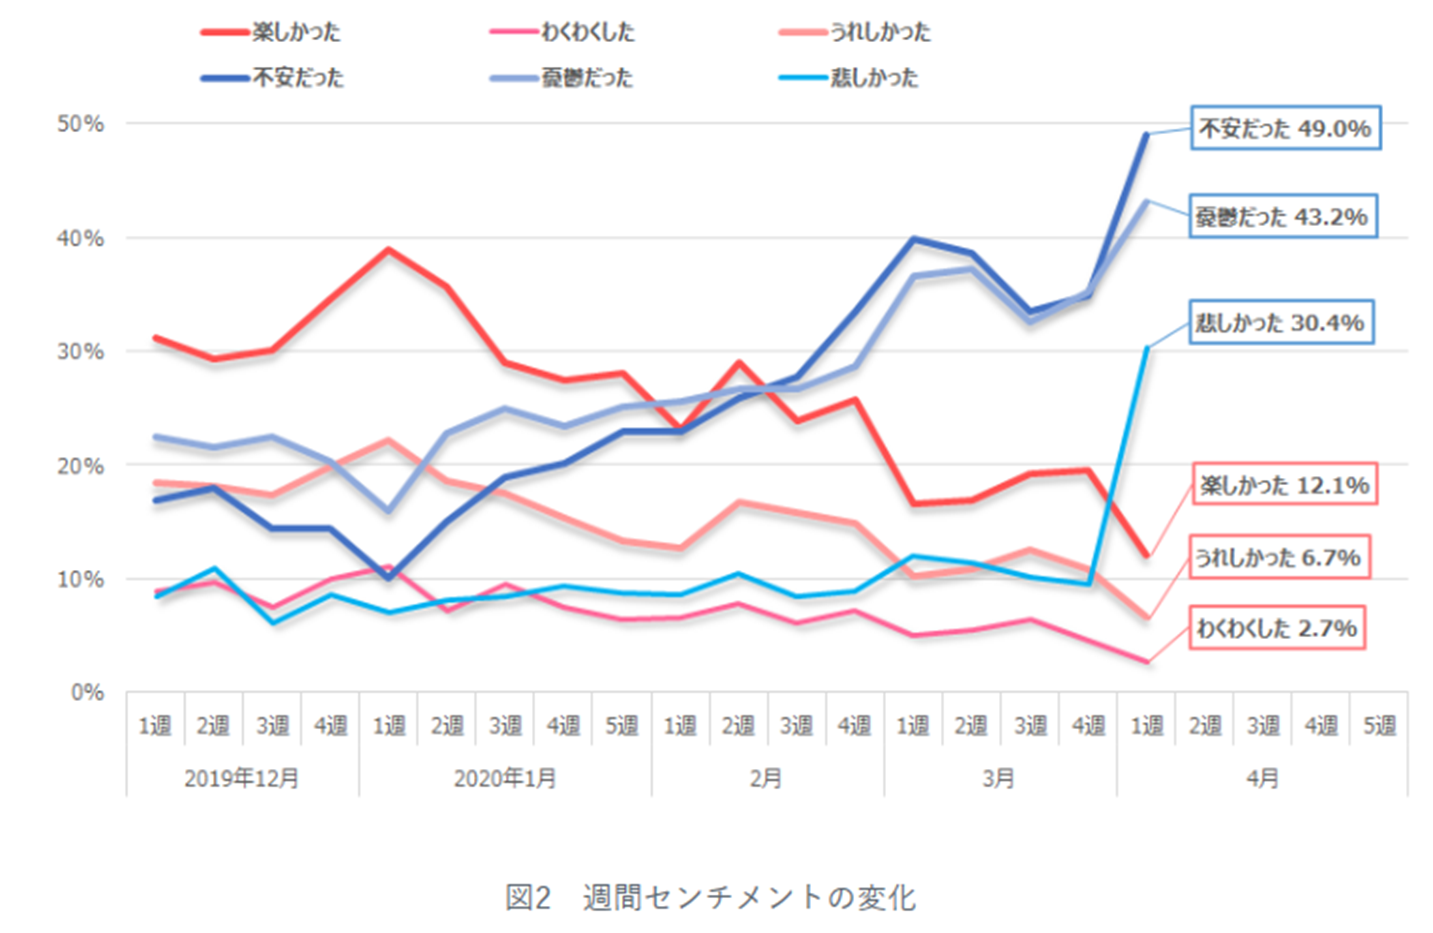 楽しかった わくわくした うれしかった
不安だった 憂鬱だった 悲しかった
50%
40%
30%
20%
10%
0%
不安だった 49.0%
憂鬱だった 43.2%
悲しかった 30.4%
楽しかった 12.1%
うれしかった 6.7%
わくわくした 2.7%
1週 2週 3週 4週 1週 2週 3週 4週 5週 1週 2週 3週 4週 1週 2週 3週 4週 1週 2週 3週 4週 5週
2019年12月 2020年1月 2月 3月 4月
図2 週間センチメントの変化